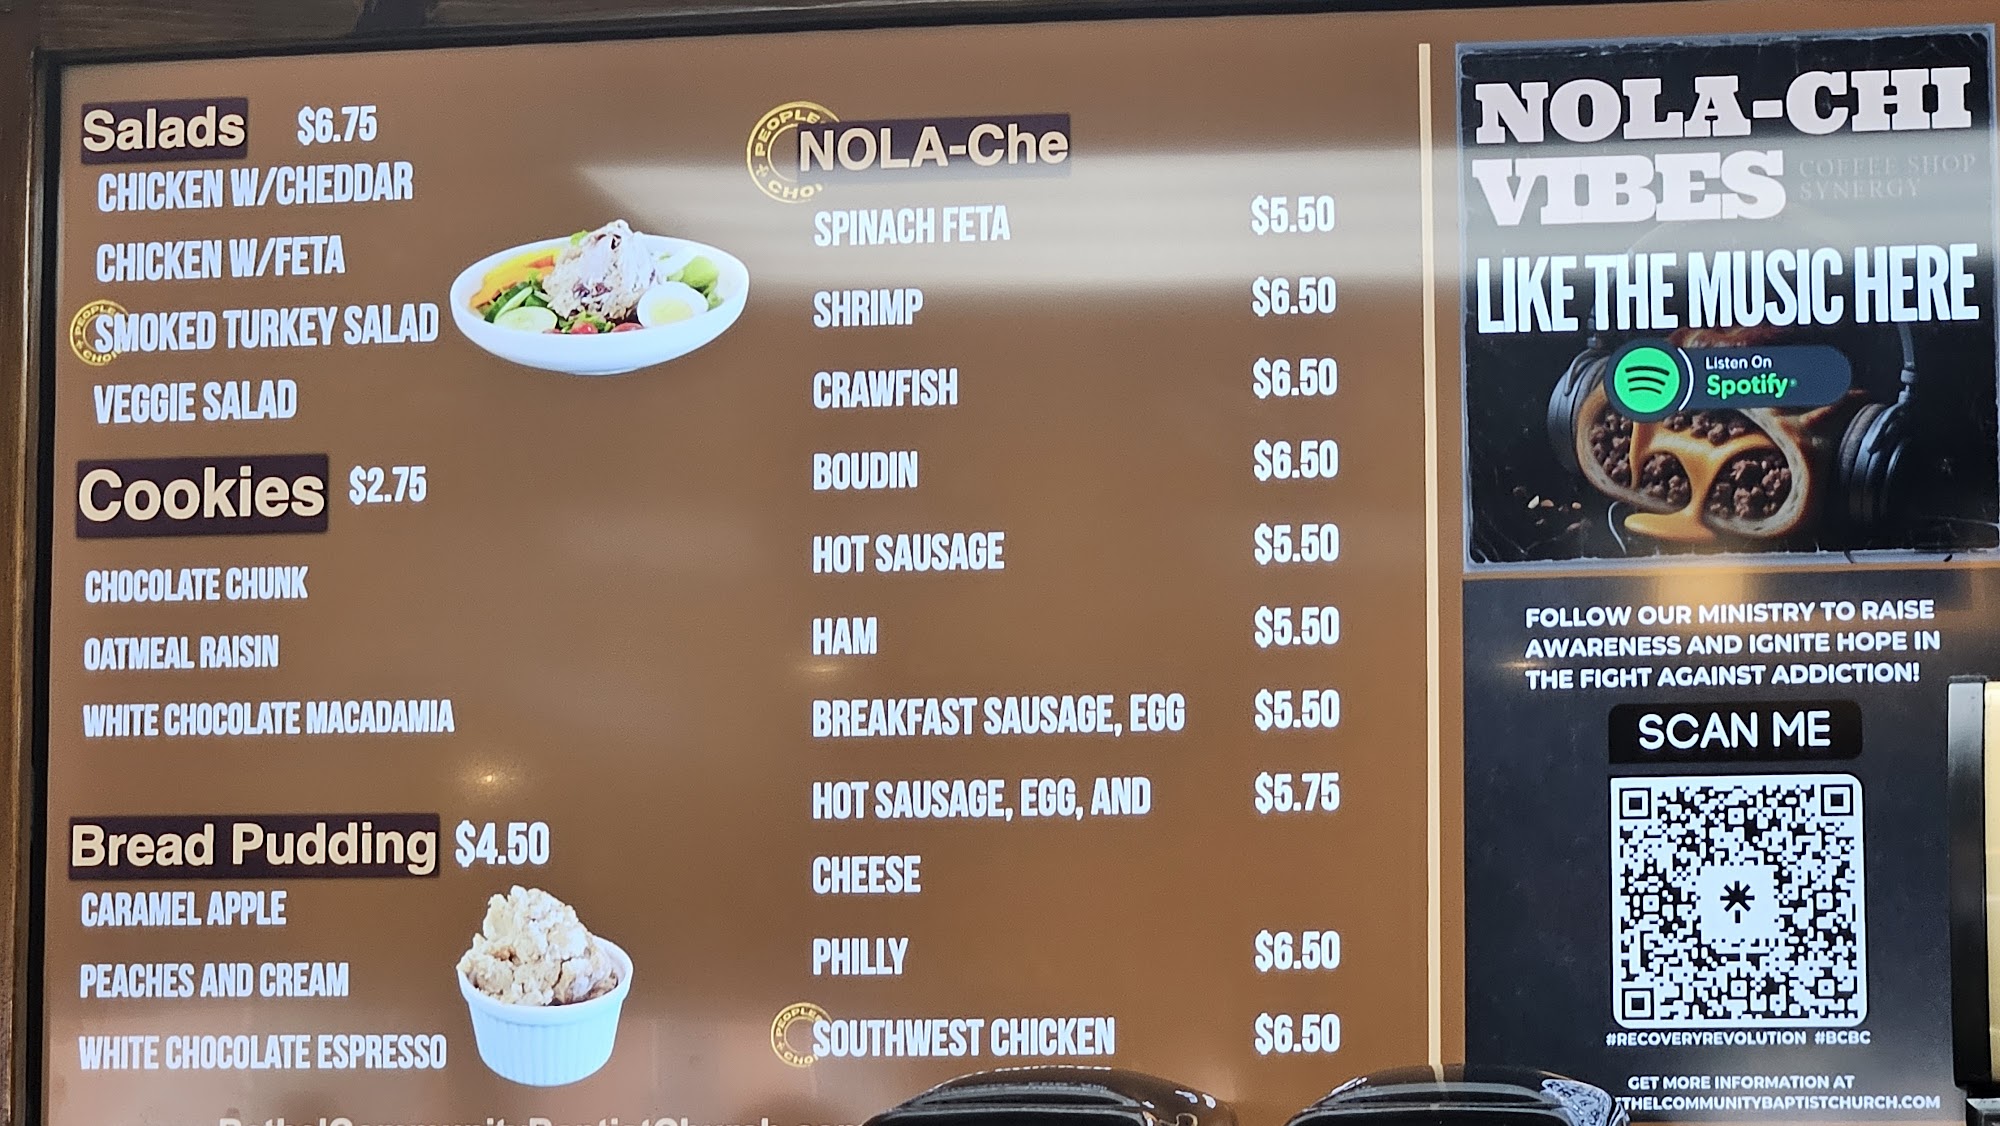 Salads $6.75
CHICKEN W/CHEDDAR
CHICKEN W/FETA
SMOKED TURKEY SALAD
VEGGIE SALAD
Cookies $2.75
CHOCOLATE CHUNK
OATMEAL RAISIN
WHITE CHOCOLATE MACADAMIA
Bread Pudding $4.50
CARAMEL APPLE
PEACHES AND CREAM
WHITE CHOCOLATE ESPRESSO
NOLA-Che
SPINACH FETA $5.50
SHRIMP $6.50
CRAWFISH $6.50
BOUDIN $6.50
HOT SAUSAGE $5.50
HAM $5.50
BREAKFAST SAUSAGE, EGG $5.50
HOT SAUSAGE, EGG, AND $5.75
CHEESE
PHILLY $6.50
SOUTHWEST CHICKEN $6.50
NOLA-CHI
VIBES COFFEE SHOP
SYNERGY
LIKE THE MUSIC HERE
Listen On
Spotify
FOLLOW OUR MINISTRY TO RAISE
AWARENESS AND IGNITE HOPE IN
THE FIGHT AGAINST ADDICTION!
SCAN ME
#RECOVERYREVOLUTION #BCBC
GET MORE INFORMATION AT
THELCOMMUNITYBAPTISTCHURCH.COM